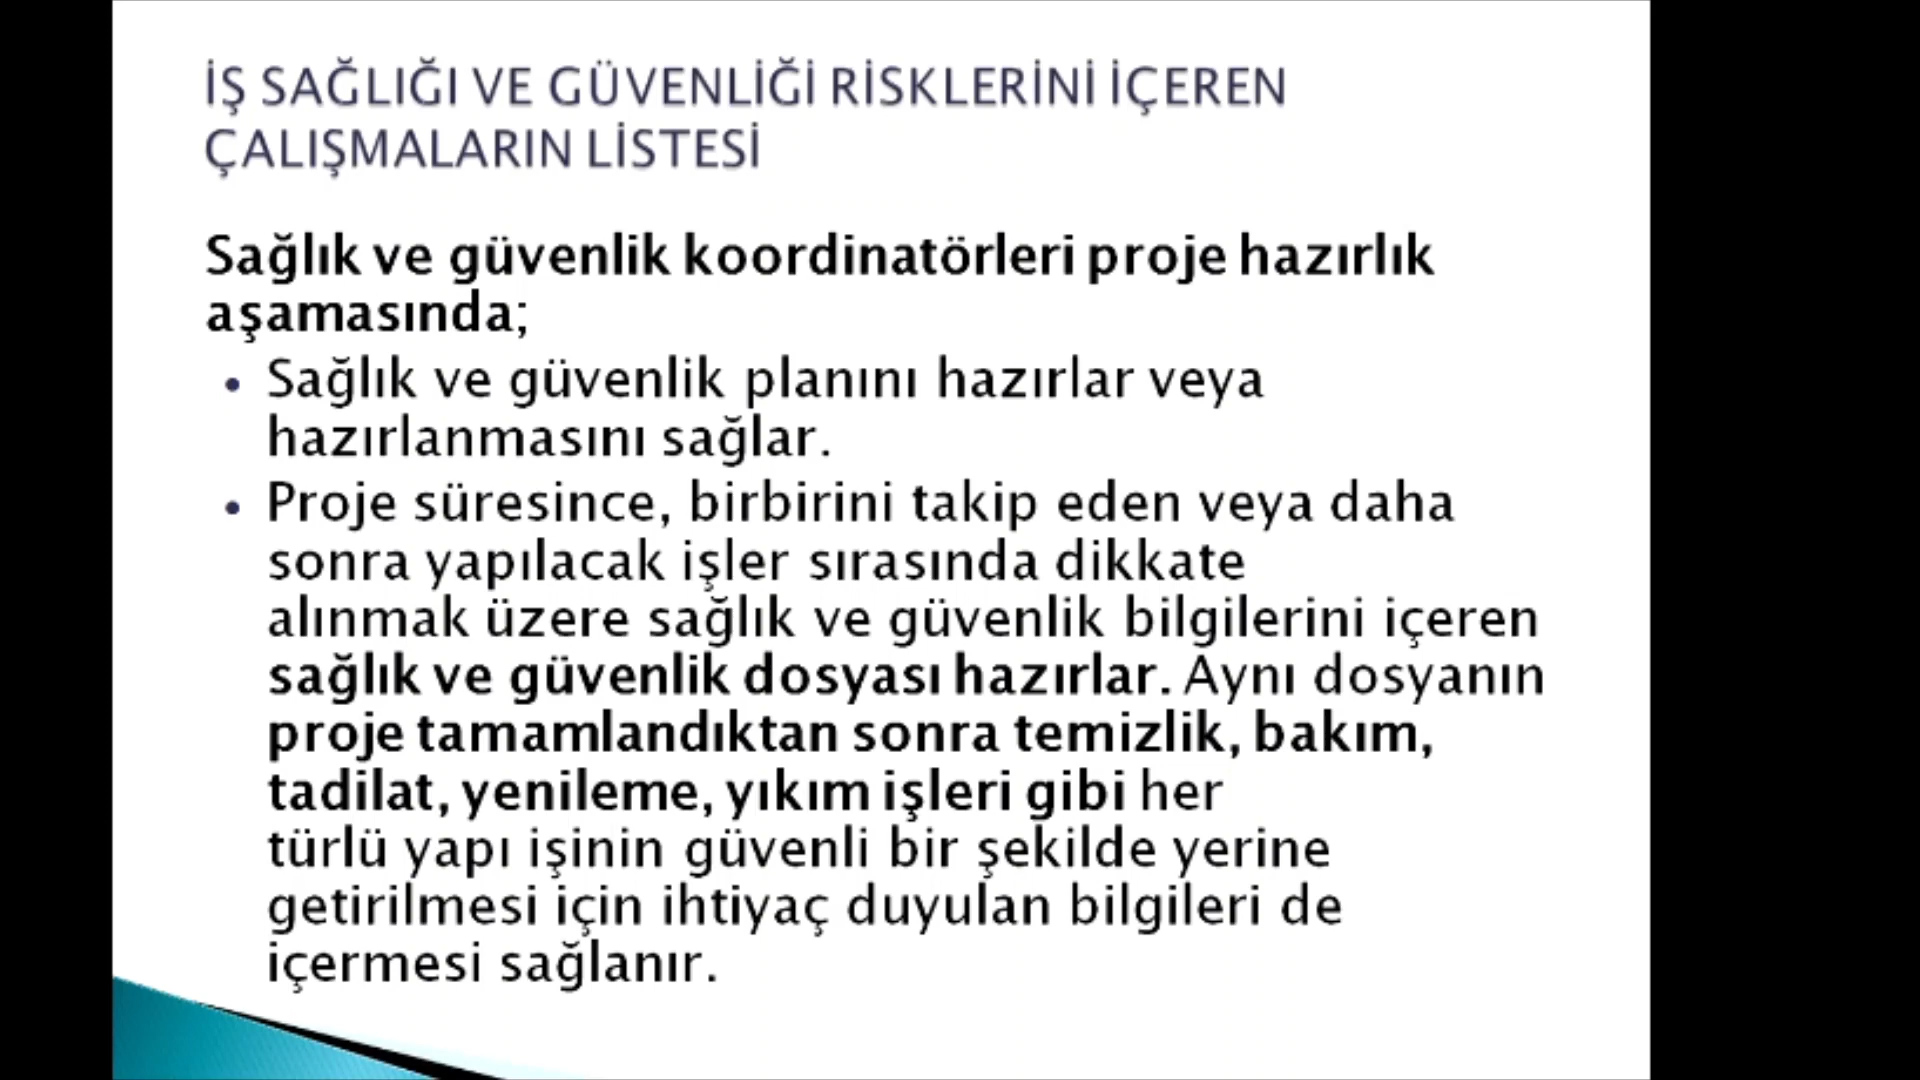 İŞ SAĞLIĞI VE GÜVENLİĞİ RİSKLERİNİ İÇEREN
ÇALIŞMALARIN LİSTESİ
Sağlık ve güvenlik koordinatörleri proje hazırlık
aşamasında;
• Sağlık ve güvenlik planını hazırlar veya
hazırlanmasını sağlar.
• Proje süresince, birbirini takip eden veya daha
sonra yapılacak işler sırasında dikkate
alınmak üzere sağlık ve güvenlik bilgilerini içeren
sağlık ve güvenlik dosyası hazırlar. Aynı dosyanın
proje tamamlandıktan sonra temizlik, bakım,
tadilat, yenileme, yıkım işleri gibi her
türlü yapı işinin güvenli bir şekilde yerine
getirilmesi için ihtiyaç duyulan bilgileri de
içermesi sağlanır.